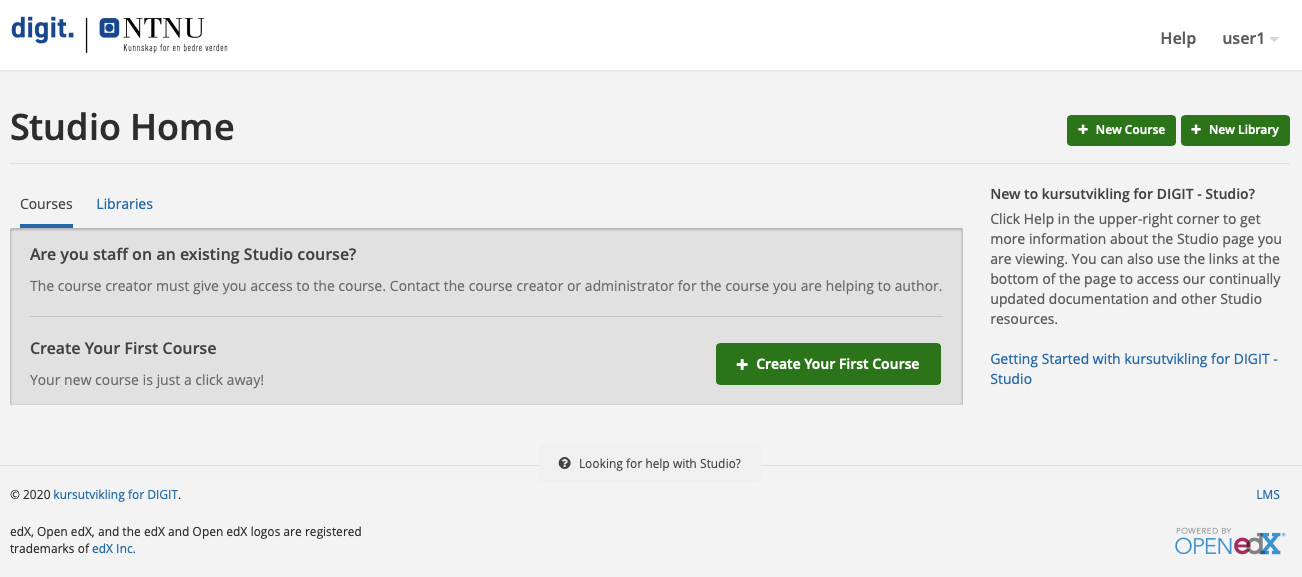 digit.
NTNU
Kunnskap for en bedre verden
Help
user1
Studio Home
New Course
New Library
Courses
Libraries
Are you staff on an existing Studio course?
The course creator must give you access to the course. Contact the course creator or administrator for the course you are helping to author.
Create Your First Course
Your new course is just a click away!
Create Your First Course
New to kursutvikling for DIGIT - Studio?
Click Help in the upper-right corner to get
more information about the Studio page you
are viewing. You can also use the links at the
bottom of the page to access our continually
updated documentation and other Studio
resources.
Getting Started with kursutvikling for DIGIT -
Studio
Looking for help with Studio?
© 2020 kursutvikling for DIGIT.
LMS
edX, Open edX, and the edX and Open edX logos are registered
trademarks of edX Inc.
POWERED BY
OPEN edX